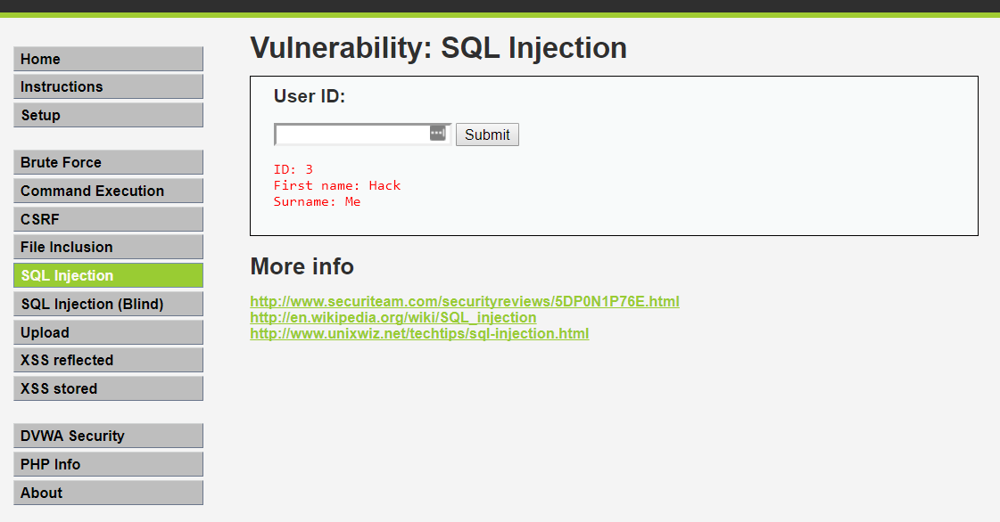 Home
Instructions
Setup
Brute Force
Command Execution
CSRF
File Inclusion
SQL Injection
SQL Injection (Blind)
Upload
XSS reflected
XSS stored
DVWA Security
PHP Info
About
Vulnerability: SQL Injection
User ID:
Submit
ID: 3
First name: Hack
Surname: Me
More info
http://www.securiteam.com/securityreviews/5DP0N1P76E.html
http://en.wikipedia.org/wiki/SQL_injection
http://www.unixwiz.net/techtips/sql-injection.html